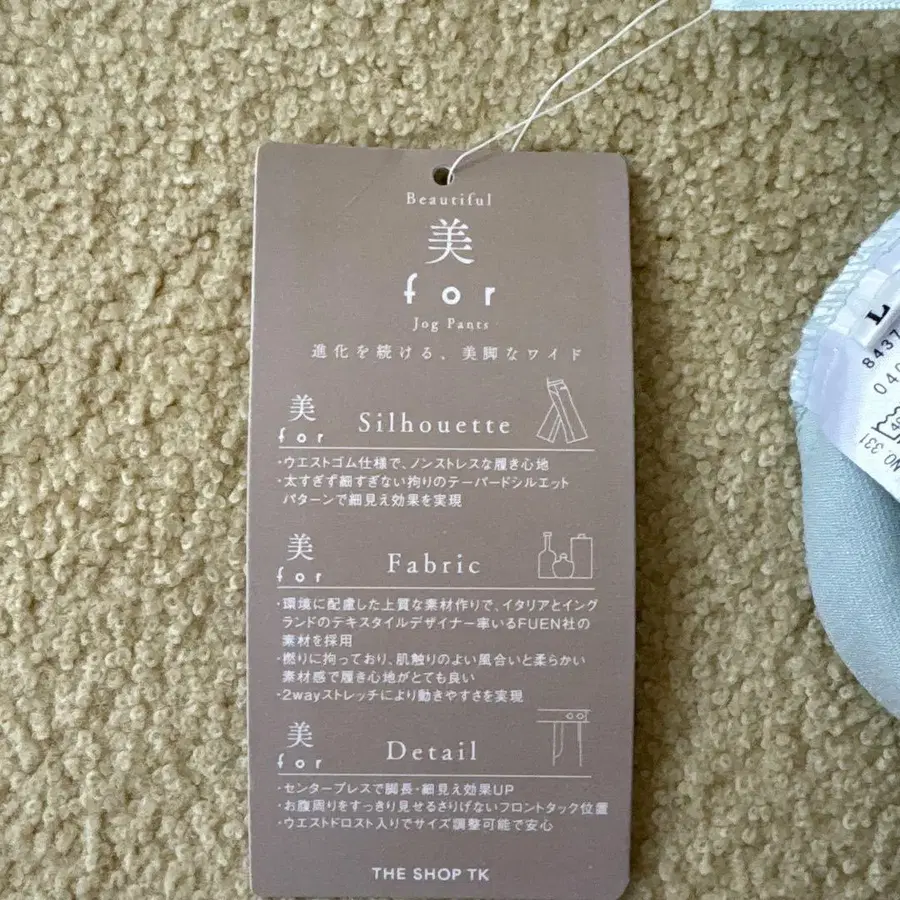 Beautiful
美
for
Jog Pants
進化を続ける、美脚なワイド
美
for
Silhouette
・ウエストゴム仕様で、ノンストレスな履き心地
・太すぎず細すぎない拘りのテーパードシルエット
パターンで細見え効果を実現
美
for
Fabric
・環境に配慮した上質な素材作りで、イタリアとイング
ランドのテキスタイルデザイナー率いるFUEN社の
素材を採用
・撚りに拘っており、肌触りのよい風合いと柔らかい
素材感で履き心地がとても良い
・2wayストレッチにより動きやすさを実現
美
for
Detail
・センタープレスで脚長・細見え効果UP
・お腹周りをすっきり見せるさりげないフロントタック位置
・ウエストドロスト入りでサイズ調整可能で安心
THE SHOP TK
L
8437
040
NO. 331